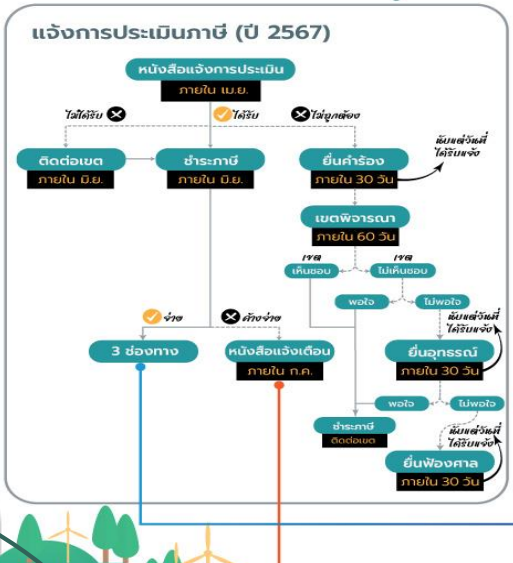 แจ้งการประเมินภาษี (ปี 2567)
หนังสือแจ้งการประเมิน
ภายใน เม.ย.
ไม่ได้รับ
ได้รับ
ไม่ถูกต้อง
ติดต่อเขต
ภายใน มิ.ย.
ชำระภาษี
ภายใน มิ.ย.
ยื่นคำร้อง
ภายใน 30 วัน
นับแต่วันที่
ได้รับแจ้ง
เขตพิจารณา
ภายใน 60 วัน
เขต
เห็นชอบ
เขต
ไม่เห็นชอบ
พอใจ
ไม่พอใจ
จ่าย
ค้างจ่าย
3 ช่องทาง
หนังสือแจ้งเตือน
ภายใน ก.ค.
นับแต่วันที่
ได้รับแจ้ง
ยื่นอุทธรณ์
ภายใน 30 วัน
พอใจ
ไม่พอใจ
ชำระภาษี
ติดต่อเขต
นับแต่วันที่
ได้รับแจ้ง
ยื่นฟ้องศาล
ภายใน 30 วัน